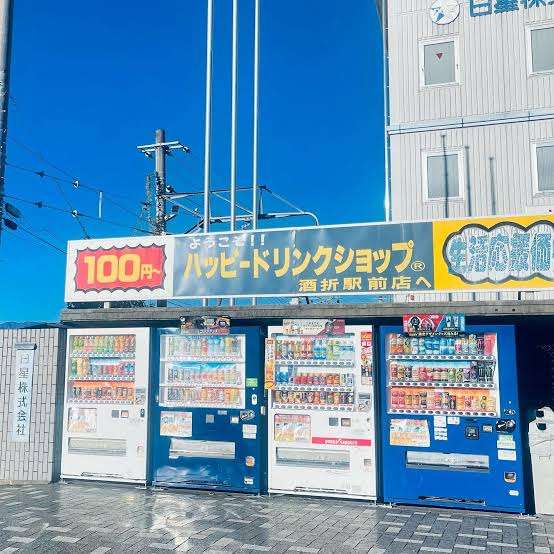 日星株式
100円～
ようこそ!!
ハッピードリンクショップ®
酒折駅前店へ
生活応援価
日星株式